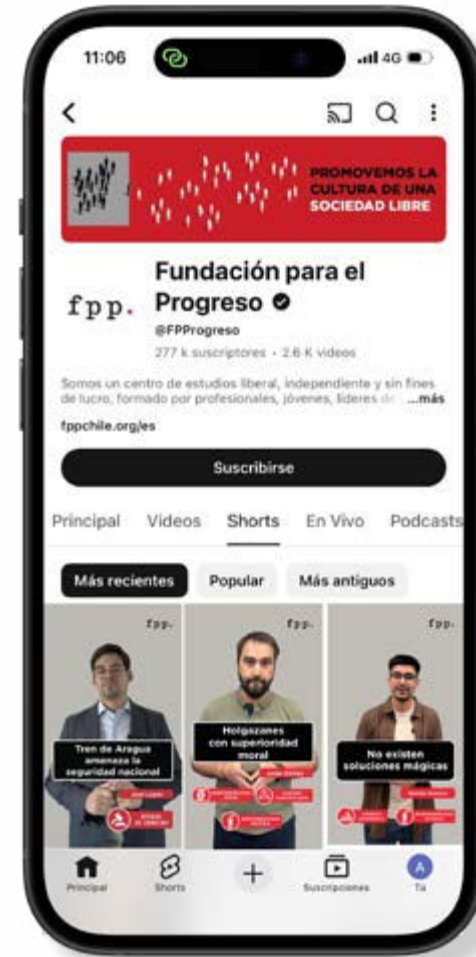 11:06
4G
PROMOVEMOS LA
CULTURA DE UNA
SOCIEDAD LIBRE
fpp.
Fundación para el
Progreso
@FPProgreso
277 k suscriptores • 2.6 K videos
Somos un centro de estudios liberal, independiente y sin fines
de lucro, formado por profesionales, jóvenes, líderes de ...más
fppchile.org/es
Suscribirse
Principal Videos Shorts En Vivo Podcasts
Más recientes Popular Más antiguos
fpp. fpp. fpp.
Tren de Aragua
amenaza la
seguridad nacional
Holgazanes
con superioridad
moral
No existen
soluciones mágicas
Principal Shorts Suscripciones Tú
A